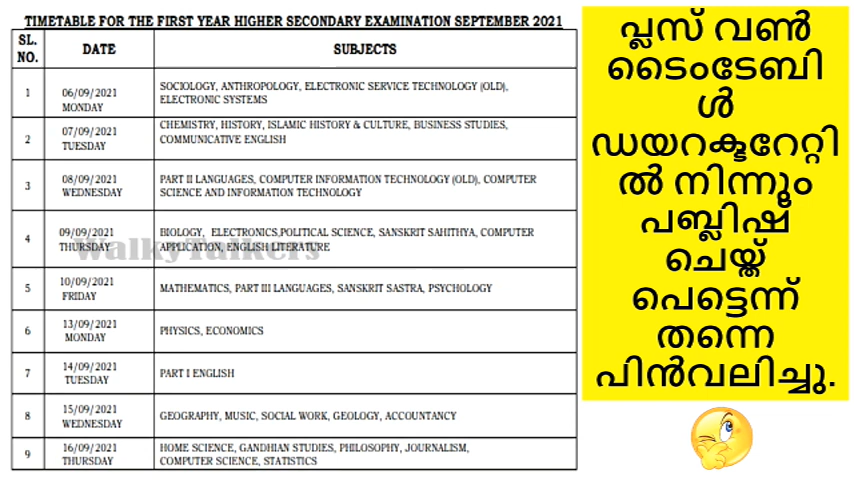 TIMETABLE FOR THE FIRST YEAR HIGHER SECONDARY EXAMINATION SEPTEMBER 2021
SL. NO. DATE SUBJECTS
1 06/09/2021 MONDAY SOCIOLOGY, ANTHROPOLOGY, ELECTRONIC SERVICE TECHNOLOGY (OLD),
ELECTRONIC SYSTEMS
2 07/09/2021 TUESDAY CHEMISTRY, HISTORY, ISLAMIC HISTORY & CULTURE, BUSINESS STUDIES,
COMMUNICATIVE ENGLISH
3 08/09/2021 WEDNESDAY PART II LANGUAGES, COMPUTER INFORMATION TECHNOLOGY (OLD), COMPUTER
SCIENCE AND INFORMATION TECHNOLOGY
4 09/09/2021 THURSDAY BIOLOGY, ELECTRONICS,POLITICAL SCIENCE, SANSKRIT SAHITHYA, COMPUTER
APPLICATION, ENGLISH LITERATURE
WalkyTalkers
5 10/09/2021 FRIDAY MATHEMATICS, PART III LANGUAGES, SANSKRIT SASTRA, PSYCHOLOGY
6 13/09/2021 MONDAY PHYSICS, ECONOMICS
7 14/09/2021 TUESDAY PART I ENGLISH
8 15/09/2021 WEDNESDAY GEOGRAPHY, MUSIC, SOCIAL WORK, GEOLOGY, ACCOUNTANCY
9 16/09/2021 THURSDAY HOME SCIENCE, GANDHIAN STUDIES, PHILOSOPHY, JOURNALISM,
COMPUTER SCIENCE, STATISTICS
പ്ലസ് വൺ
ടൈംടേബി
ൾ
ഡയറക്ടറേറ്റി
ൽ നിന്നും
പബ്ലിഷ്
ചെയ്ത്
പെട്ടെന്ന്
തന്നെ
പിൻവലിച്ചു.